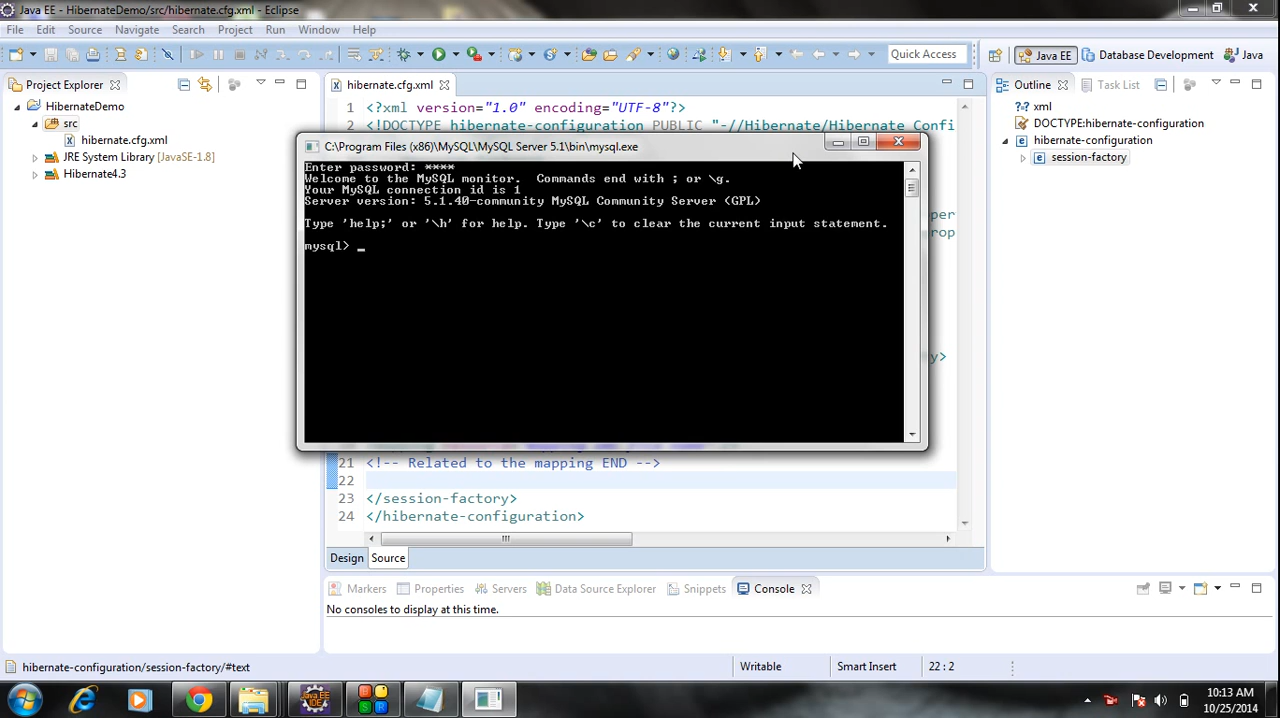 Java EE - HibernateDemo/src/hibernate.cfg.xml - Eclipse
File Edit Source Navigate Search Project Run Window Help
Quick Access
Java EE
Database Development
Java
Project Explorer
HibernateDemo
src
hibernate.cfg.xml
JRE System Library [JavaSE-1.8]
Hibernate4.3
hibernate.cfg.xml
1 <?xml version="1.0" encoding="UTF-8"?>
2 <!DOCTYPE hibernate-configuration PUBLIC "-//Hibernate/Hibernate Confi
C:\Program Files (x86)\MySQL\MySQL Server 5.1\bin\mysql.exe
Enter password: ****
Welcome to the MySQL monitor.  Commands end with ; or \g.
Your MySQL connection id is 1
Server version: 5.1.40-community MySQL Community Server (GPL)
Type 'help;' or '\h' for help. Type '\c' to clear the current input statement.
mysql> _
per
rop
y>
21 <!-- Related to the mapping END -->
22
23 </session-factory>
24 </hibernate-configuration>
Design Source
Outline
Task List
xml
DOCTYPE:hibernate-configuration
hibernate-configuration
session-factory
Markers Properties Servers Data Source Explorer Snippets Console
No consoles to display at this time.
hibernate-configuration/session-factory/#text
Writable
Smart Insert
22 : 2
Java EE
IDE
B S
S R
10:13 AM
10/25/2014